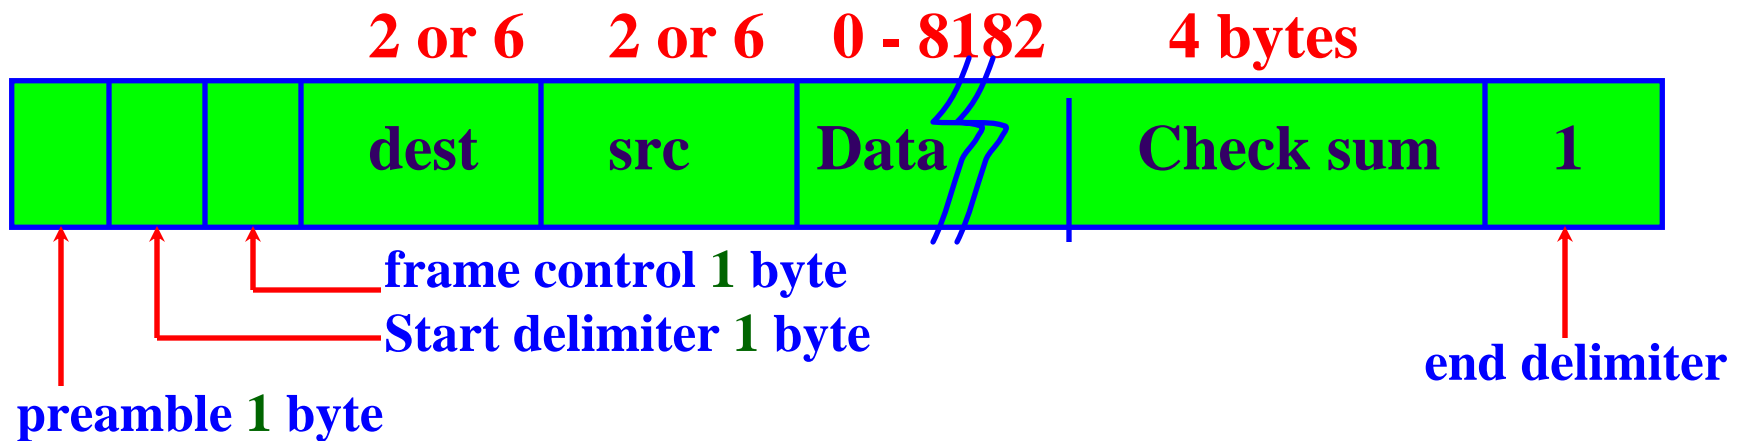 2 or 6 2 or 6 0 - 8182 4 bytes
dest src Data Check sum 1
frame control 1 byte
Start delimiter 1 byte
end delimiter
preamble 1 byte